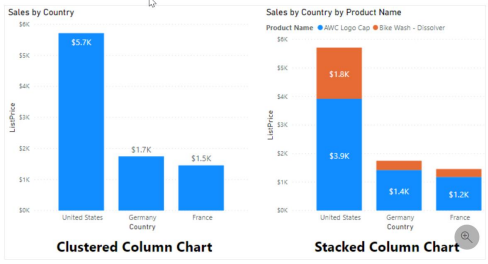 Sales by Country
$6K
$5K
$4K
$3K
$2K
$1K
$0K
ListPrice
$5.7K
$1.7K
$1.5K
United States
Germany
France
Country
Clustered Column Chart
Sales by Country by Product Name
Product Name AWC Logo Cap Bike Wash - Dissolver
$6K
$5K
$4K
$3K
$2K
$1K
$0K
ListPrice
$1.8K
$3.9K
$1.4K
$1.2K
United States
Germany
France
Country
Stacked Column Chart